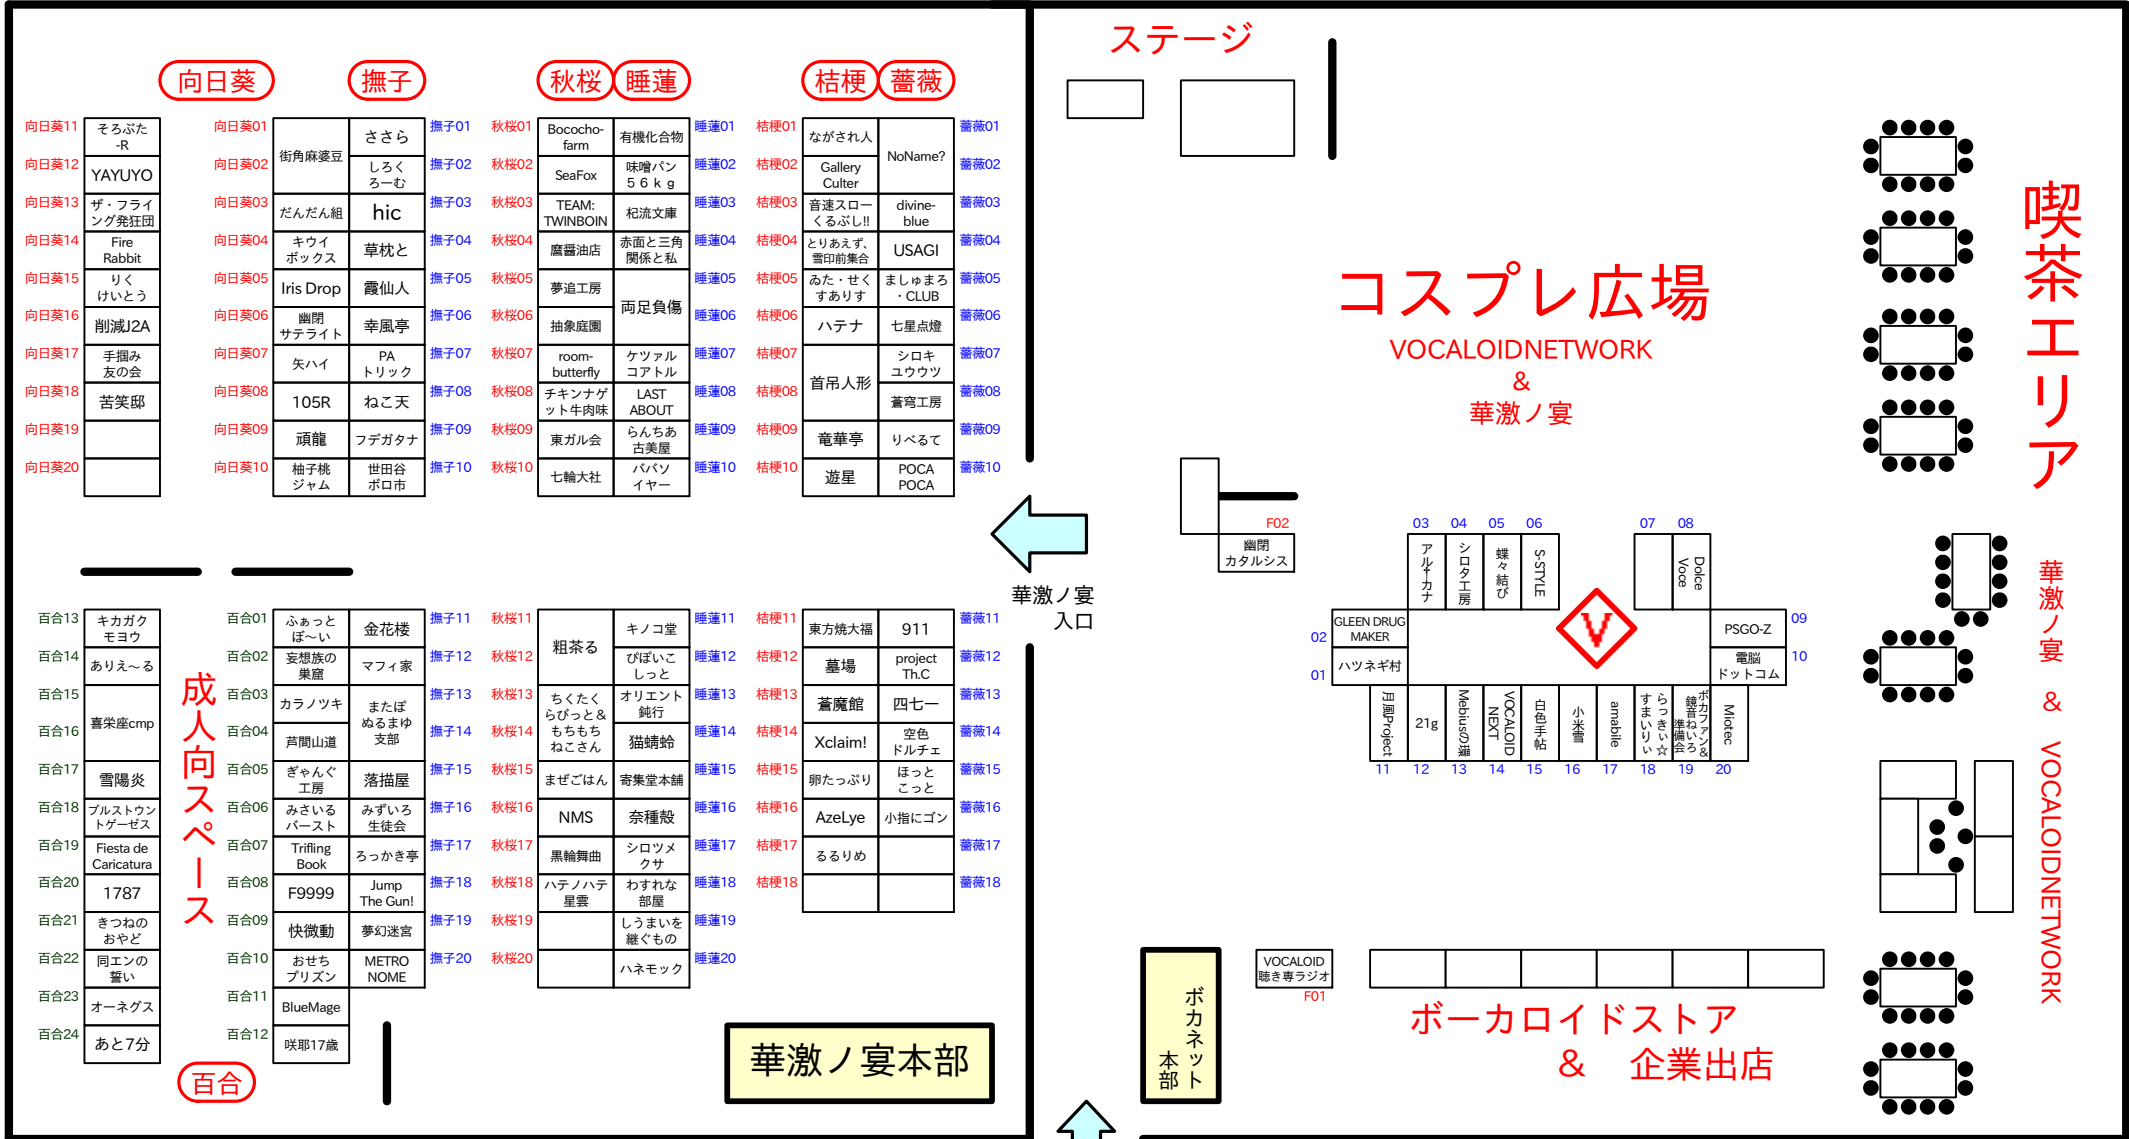 ステージ
向日葵
撫子
秋桜
睡蓮
桔梗
薔薇
向日葵11
そろぶた
-R
向日葵12
YAYUYO
向日葵13
ザ・フライ
ング発狂団
向日葵14
Fire
Rabbit
向日葵15
りく
けいとう
向日葵16
削減J2A
向日葵17
手掴み
友の会
向日葵18
苦笑邸
向日葵19
向日葵20
向日葵01
向日葵02
街角麻婆豆
向日葵03
だんだん組
向日葵04
キウイ
ボックス
向日葵05
Iris Drop
向日葵06
幽閉
サテライト
向日葵07
矢ハイ
向日葵08
105R
向日葵09
頑龍
向日葵10
柚子桃
ジャム
ささら
撫子01
しろく
ろーむ
撫子02
hic
撫子03
草枕と
撫子04
霞仙人
撫子05
幸風亭
撫子06
PA
トリック
撫子07
ねこ天
撫子08
フデガタナ
撫子09
世田谷
ボロ市
撫子10
秋桜01
Bococho-
farm
秋桜02
SeaFox
秋桜03
TEAM:
TWINBOIN
秋桜04
麿醤油店
秋桜05
夢追工房
秋桜06
抽象庭園
秋桜07
room-
butterfly
秋桜08
チキンナゲ
ット牛肉味
秋桜09
東ガル会
秋桜10
七輪大社
有機化合物
睡蓮01
味噌パン
56kg
睡蓮02
杞流文庫
睡蓮03
赤面と三角
関係と私
睡蓮04
両足負傷
睡蓮05
睡蓮06
ケツァル
コアトル
睡蓮07
LAST
ABOUT
睡蓮08
らんちあ
古美屋
睡蓮09
ババソ
イヤー
睡蓮10
桔梗01
ながされ人
桔梗02
Gallery
Culter
桔梗03
音速スロー
くるぶし!!
桔梗04
とりあえず、
雪印前集合
桔梗05
ゐた・せく
すありす
桔梗06
ハテナ
桔梗07
桔梗08
首吊人形
桔梗09
竜華亭
桔梗10
遊星
NoName?
薔薇01
薔薇02
divine-
blue
薔薇03
USAGI
薔薇04
ましゅまろ
・CLUB
薔薇05
七星点燈
薔薇06
シロキ
ユウウツ
薔薇07
蒼穹工房
薔薇08
りべるて
薔薇09
POCA
POCA
薔薇10
百合13
キカガク
モヨウ
百合14
ありえ～る
百合15
百合16
喜栄座cmp
百合17
雪陽炎
百合18
ブルストウン
トゲーゼス
百合19
Fiesta de
Caricatura
百合20
1787
百合21
きつねの
おやど
百合22
同エンの
誓い
百合23
オーネグス
百合24
あと7分
成人向スペース
百合
百合01
ふぁっと
ぼ～い
百合02
妄想族の
巣窟
百合03
カラノツキ
百合04
芦間山道
百合05
ぎゃんぐ
工房
百合06
みさいる
バースト
百合07
Trifling
Book
百合08
F9999
百合09
快微動
百合10
おせち
プリズン
百合11
BlueMage
百合12
咲耶17歳
金花楼
撫子11
マフィ家
撫子12
またぽ
ぬるまゆ
支部
撫子13
撫子14
落描屋
撫子15
みずいろ
生徒会
撫子16
ろっかき亭
撫子17
Jump
The Gun!
撫子18
夢幻迷宮
撫子19
METRO
NOME
撫子20
秋桜11
秋桜12
粗茶る
秋桜13
秋桜14
ちくたく
らびっと&
もちもち
ねこさん
秋桜15
まぜごはん
秋桜16
NMS
秋桜17
黒輪舞曲
秋桜18
ハテノハテ
星雲
秋桜19
秋桜20
キノコ堂
睡蓮11
ぴぽいこ
しっと
睡蓮12
オリエント
鈍行
睡蓮13
猫蜻蛉
睡蓮14
寄集堂本舗
睡蓮15
奈種殻
睡蓮16
シロツメ
クサ
睡蓮17
わすれな
部屋
睡蓮18
しうまいを
継ぐもの
睡蓮19
ハネモック
睡蓮20
桔梗11
東方焼大福
桔梗12
墓場
桔梗13
蒼魔館
桔梗14
Xclaim!
桔梗15
卵たっぷり
桔梗16
AzeLye
桔梗17
るるりめ
桔梗18
911
薔薇11
project
Th.C
薔薇12
四七一
薔薇13
空色
ドルチェ
薔薇14
ほっと
こっと
薔薇15
小指にゴン
薔薇16
薔薇17
薔薇18
華激ノ宴本部
華激ノ宴
入口
コスプレ広場
VOCALOIDNETWORK
&
華激ノ宴
F02
幽閉
カタルシス
03
アル十カナ
04
シロタ工房
05
蝶々結び
06
S-STYLE
07
08
Dolce
Voce
V
02
GLEEN DRUG
MAKER
01
ハツネギ村
09
PSGO-Z
10
電脳
ドットコム
月風Project
11
21g
12
Mebiusの猫
13
VOCALOID
NEXT
14
白色手帖
15
小米雪
16
amabile
17
らっきぃ☆
すまいりぃ
18
ボカファン&
鏡音ねいろ
準備会
19
Miotec
20
ボカネット
本部
VOCALOID
聴き専ラジオ
F01
ボーカロイドストア
& 企業出店
喫茶エリア
華激ノ宴 & VOCALOIDNETWORK